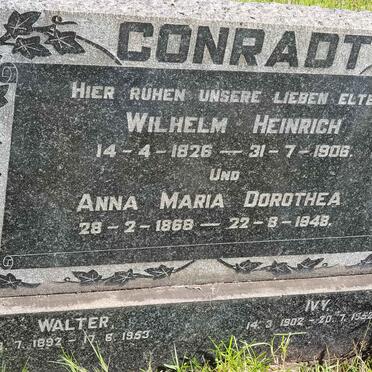 CONRADT
HIER RUHEN UNSERE LIEBEN ELTE
WILHELM HEINRICH
14-4-1826 — 31-7-1906.
UND
ANNA MARIA DOROTHEA
28-2-1868 — 22-8-1948.
WALTER.
7-1892 - 17-6-1953.
IVY.
14-3-1902 - 20-7-